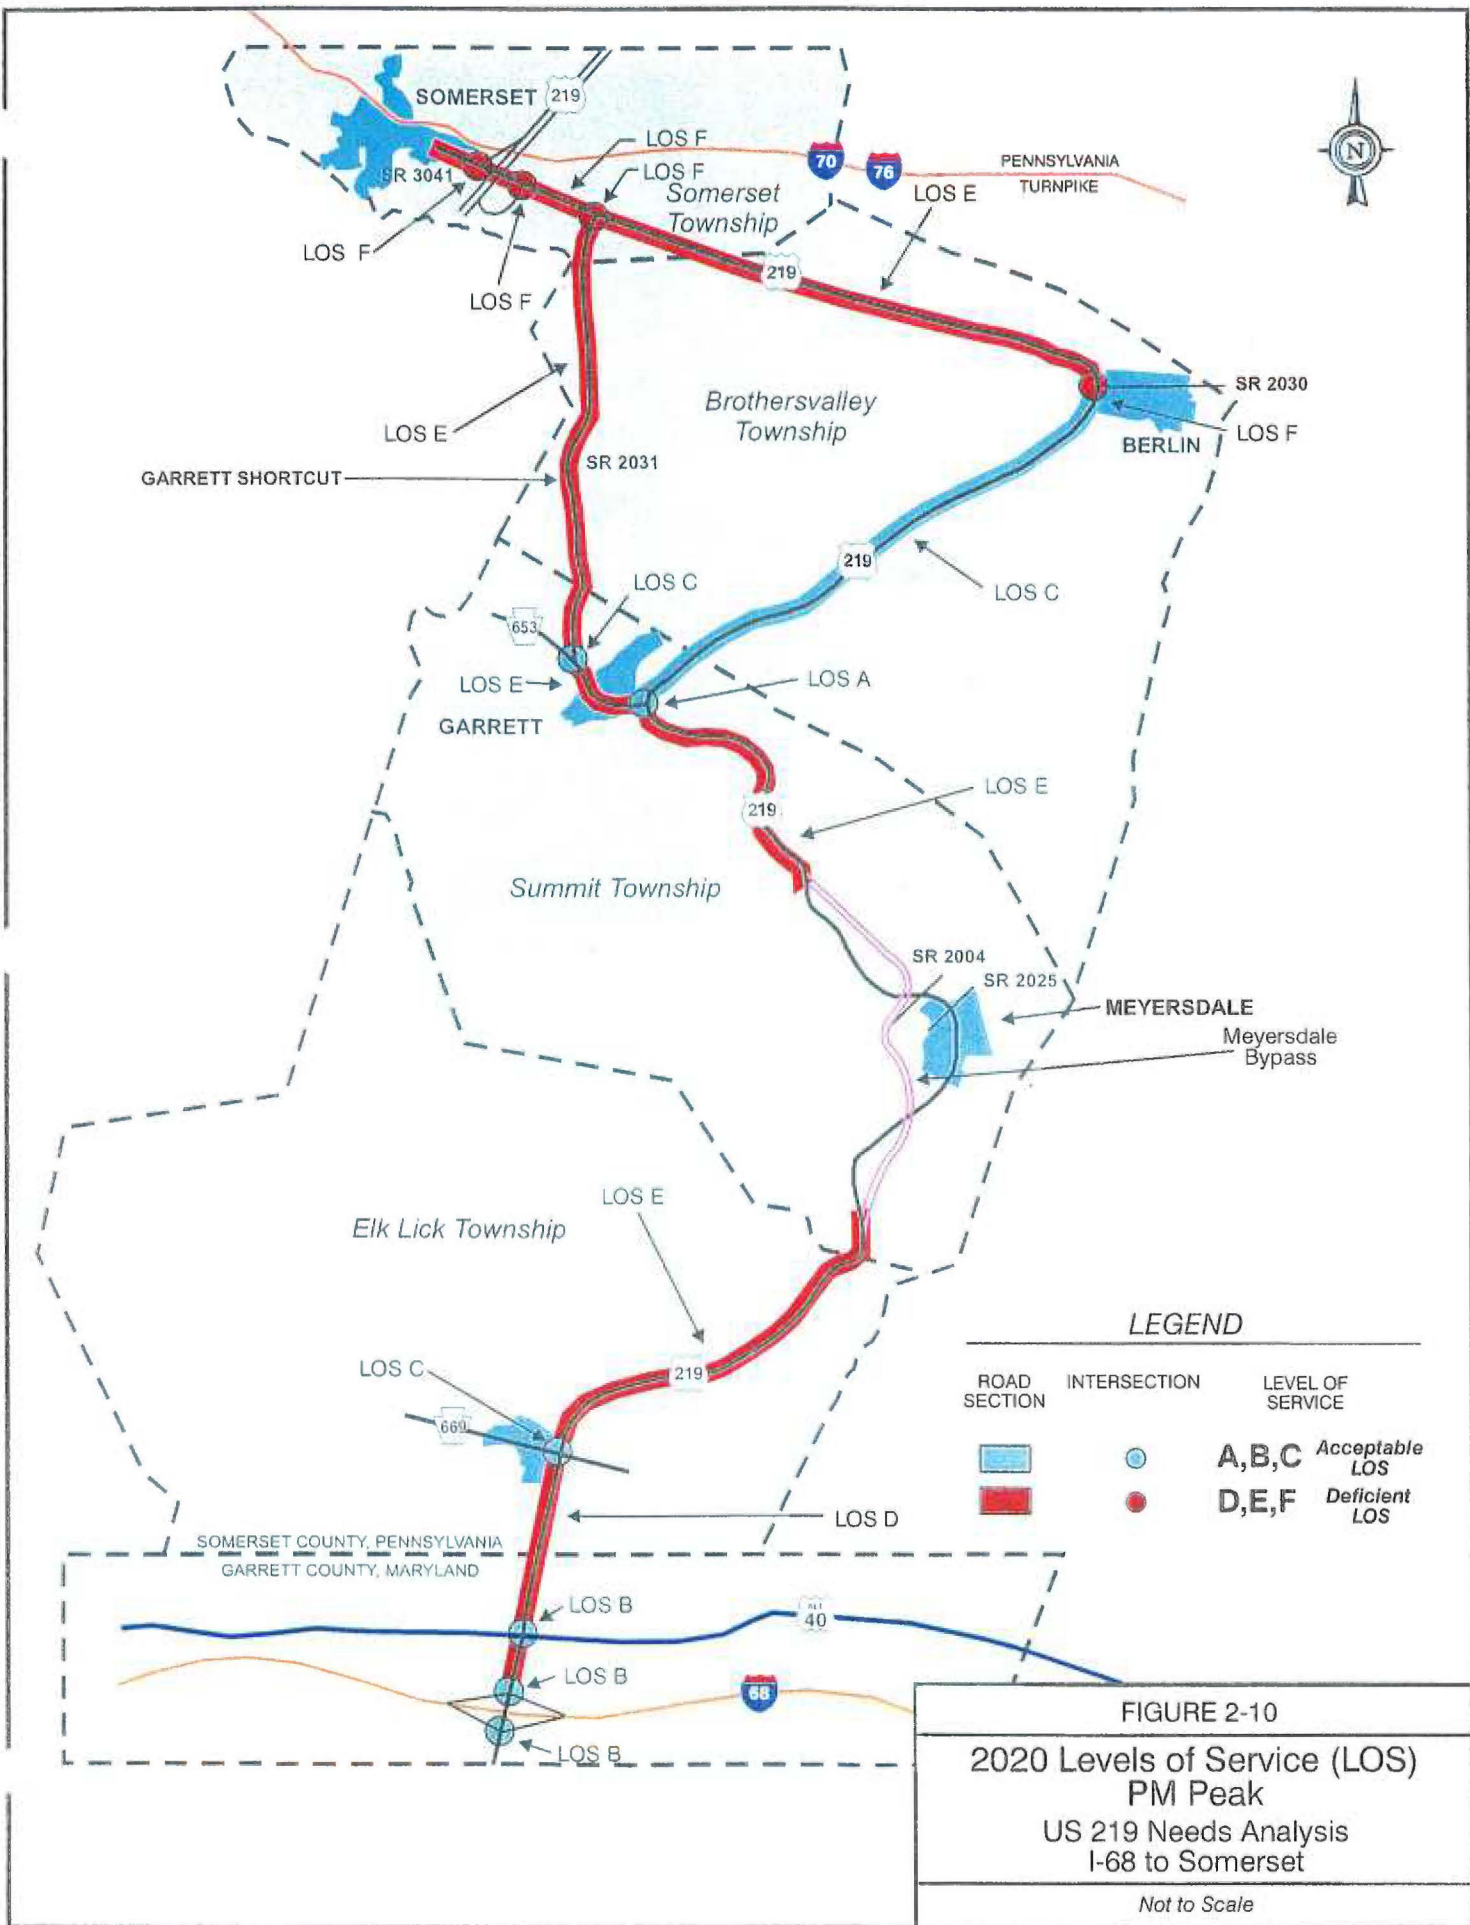 SOMERSET
219
LOS F
LOS F
SR 3041
Somerset
Township
70
76
PENNSYLVANIA
TURNPIKE
LOS E
LOS F
LOS F
219
LOS E
Brothersvalley
Township
SR 2030
LOS F
BERLIN
GARRETT SHORTCUT
SR 2031
219
LOS C
LOS C
653
LOS E
LOS A
GARRETT
LOS E
219
Summit Township
SR 2004
SR 2025
MEYERSDALE
Meyersdale
Bypass
LOS E
Elk Lick Township
LOS C
219
669
LOS D
LEGEND
ROAD
SECTION
INTERSECTION
LEVEL OF
SERVICE
A,B,C
Acceptable
LOS
D,E,F
Deficient
LOS
SOMERSET COUNTY, PENNSYLVANIA
GARRETT COUNTY, MARYLAND
LOS B
ALT
40
LOS B
68
LOS B
N
FIGURE 2-10
2020 Levels of Service (LOS)
PM Peak
US 219 Needs Analysis
I-68 to Somerset
Not to Scale